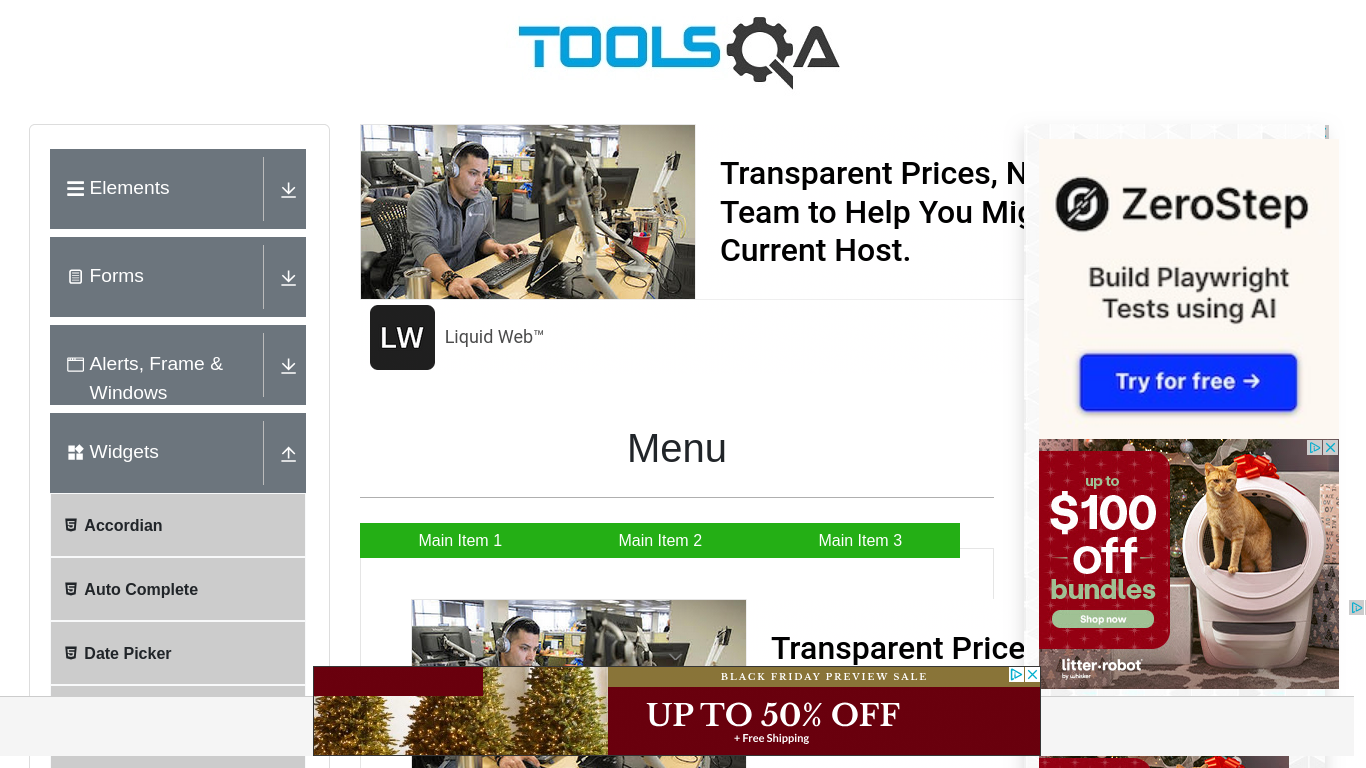 TOOLSQA
Elements
Forms
Alerts, Frame &
Windows
Widgets
Accordian
Auto Complete
Date Picker
Transparent Prices, N
Team to Help You Mig
Current Host.
LW
Liquid Web™
Menu
Main Item 1
Main Item 2
Main Item 3
Transparent Price
ZeroStep
Build Playwright
Tests using AI
Try for free →
up to
$100
off
bundles
Shop now
litter-robot
by whisker
BLACK FRIDAY PREVIEW SALE
UP TO 50% OFF
+ Free Shipping